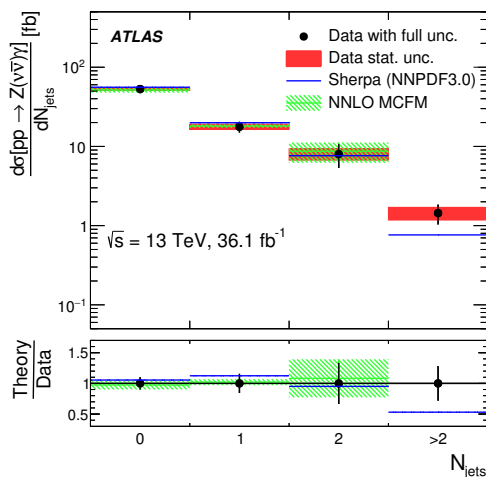 ATLAS
Data with full unc.
Data stat. unc.
Sherpa (NNPDF3.0)
NNLO MCFM
dσ[pp → Z(νν̄)γ] [fb]
dN_jets
10²
10
1
10⁻¹
√s = 13 TeV, 36.1 fb⁻¹
Theory
Data
1.5
1
0.5
0 1 2 >2
N_jets